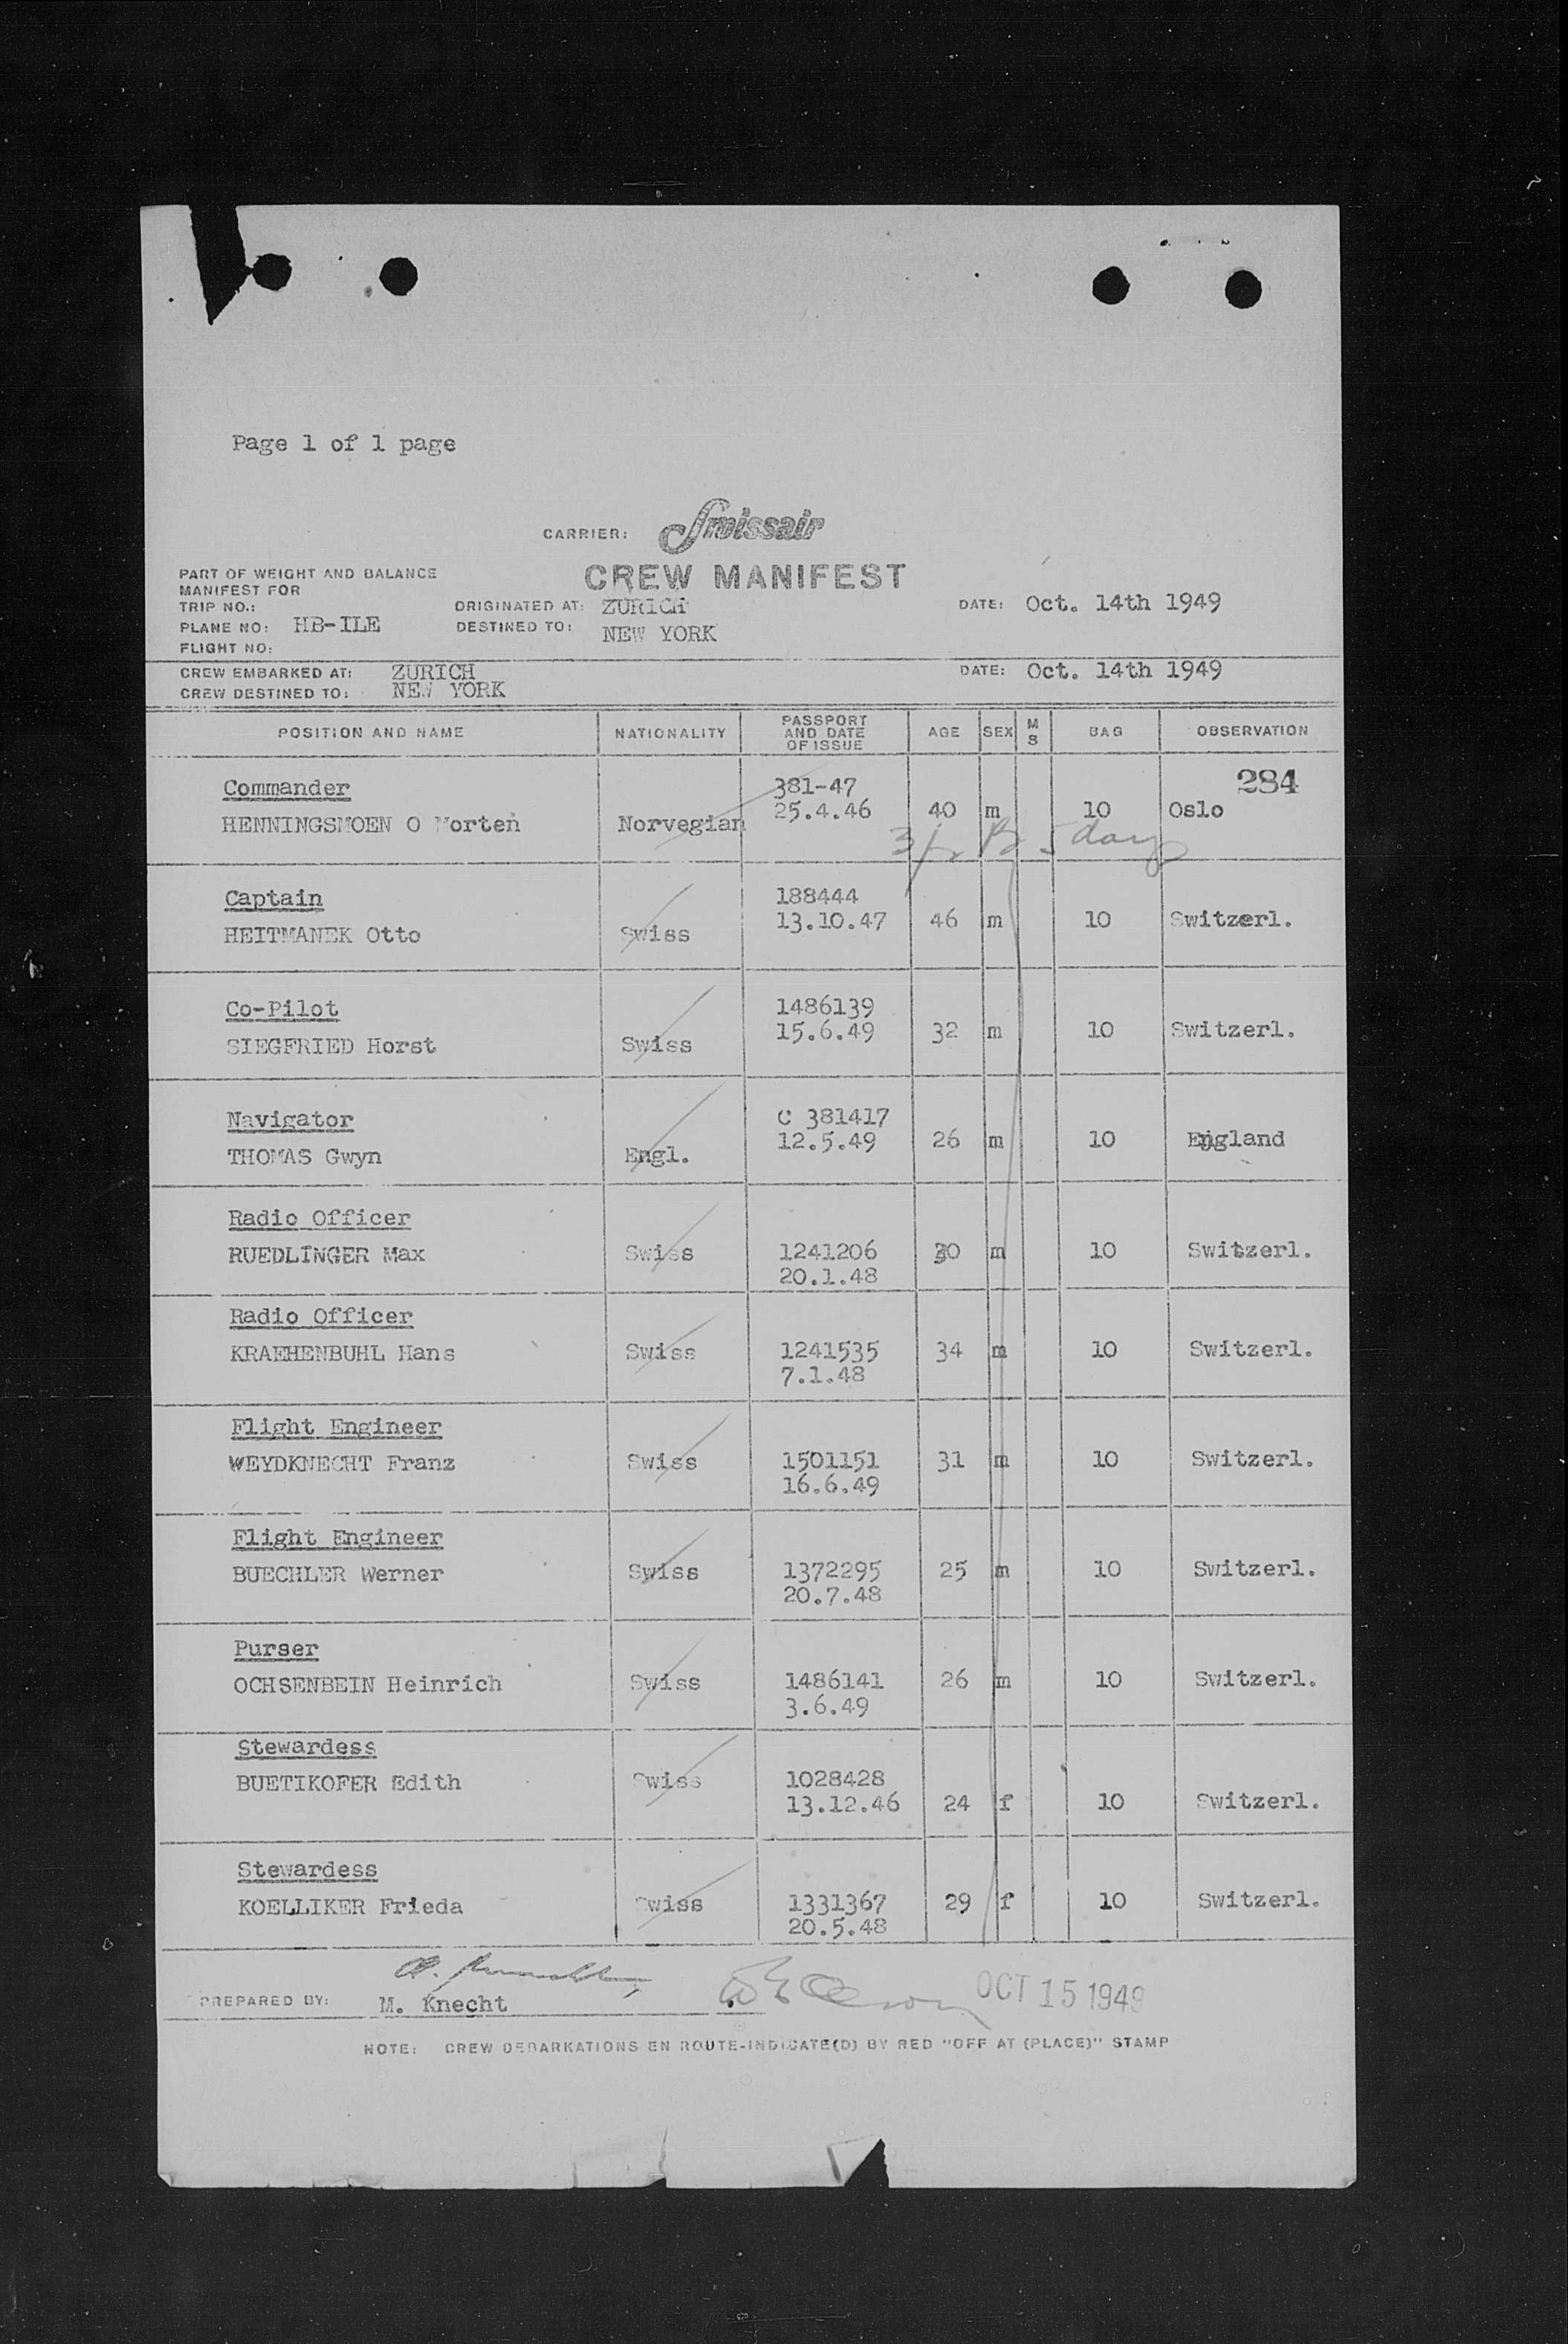 Page 1 of 1 page
CARRIER: Swissair
CREW MANIFEST
PART OF WEIGHT AND BALANCE
MANIFEST FOR
TRIP NO.: ORIGINATED AT: ZURICH DATE: Oct. 14th 1949
PLANE NO: HB-ILE DESTINED TO: NEW YORK
FLIGHT NO:
CREW EMBARKED AT: ZURICH DATE: Oct. 14th 1949
CREW DESTINED TO: NEW YORK
POSITION AND NAME NATIONALITY PASSPORT AND DATE OF ISSUE AGE SEX M S BAG OBSERVATION
284
Commander 381-47
HENNINGSMOEN O Morten Norvegian 25.4.46 40 m 10 Oslo
5 days
Captain 188444
HEITMANEK Otto Swiss 13.10.47 46 m 10 Switzerl.
Co-Pilot 1486139
SIEGFRIED Horst Swiss 15.6.49 32 m 10 Switzerl.
Navigator C 381417
THOMAS Gwyn Engl. 12.5.49 26 m 10 England
Radio Officer
RUEDLINGER Max Swiss 1241206 30 m 10 Switzerl.
20.1.48
Radio Officer
KRAEHENBUHL Hans Swiss 1241535 34 m 10 Switzerl.
7.1.48
Flight Engineer
WEYDKNECHT Franz Swiss 1501151 31 m 10 Switzerl.
16.6.49
Flight Engineer
BUECHLER Werner Swiss 1372295 25 m 10 Switzerl.
20.7.48
Purser
OCHSENBEIN Heinrich Swiss 1486141 26 m 10 Switzerl.
3.6.49
Stewardess
BUETIKOFER Edith Swiss 1028428
13.12.46 24 f 10 Switzerl.
Stewardess
KOELLIKER Frieda Swiss 1331367 29 f 10 Switzerl.
20.5.48
OCT 15 1949
PREPARED BY: M. Knecht
NOTE: CREW DEBARKATIONS EN ROUTE-INDICATE(D) BY RED "OFF AT (PLACE)" STAMP